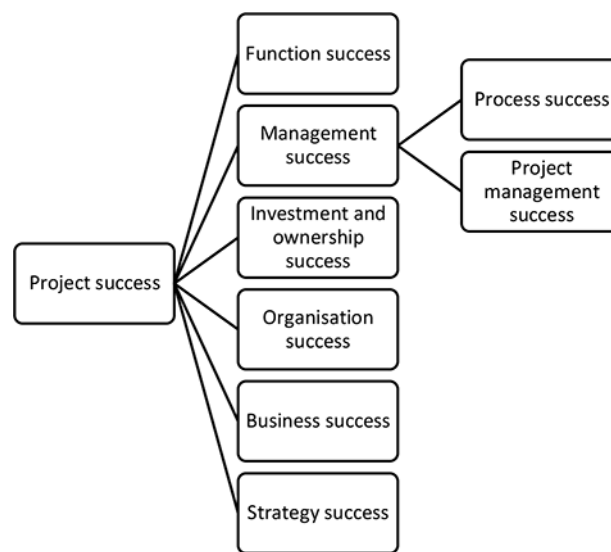 Function success
Process success
Management
success
Project
management
success
Investment and
ownership
success
Project success
Organisation
success
Business success
Strategy success